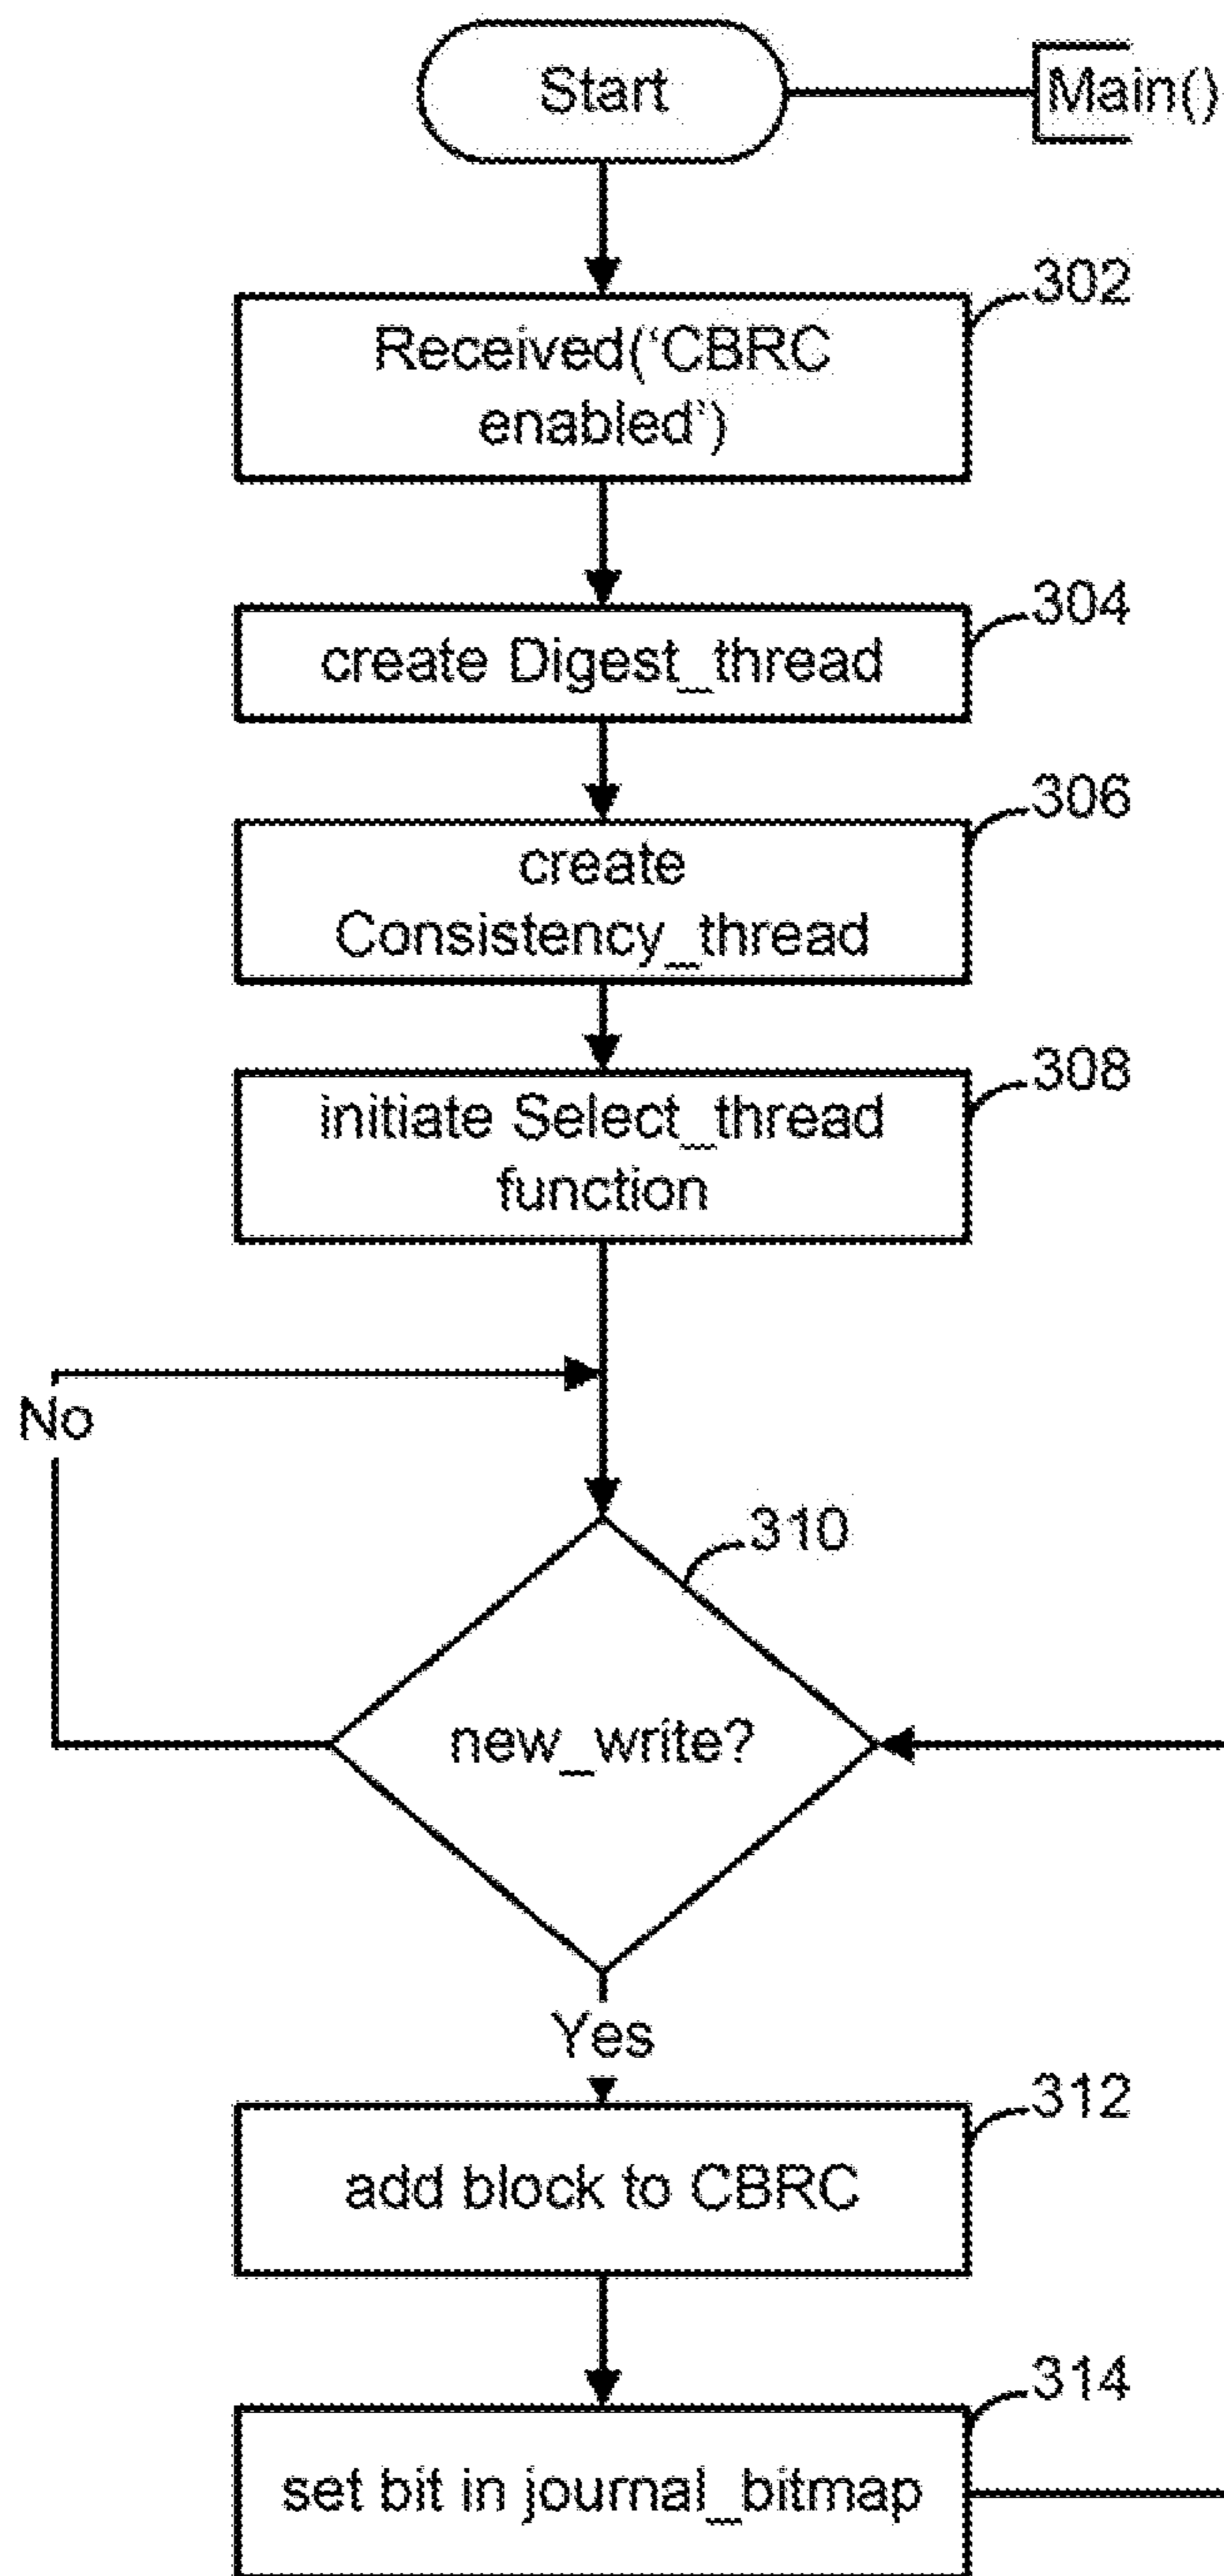 Start
Main()
302
Received('CBRC
enabled')
304
create Digest_thread
306
create
Consistency_thread
308
initiate Select_thread
function
No
310
new_write?
Yes
312
add block to CBRC
314
set bit in journal_bitmap